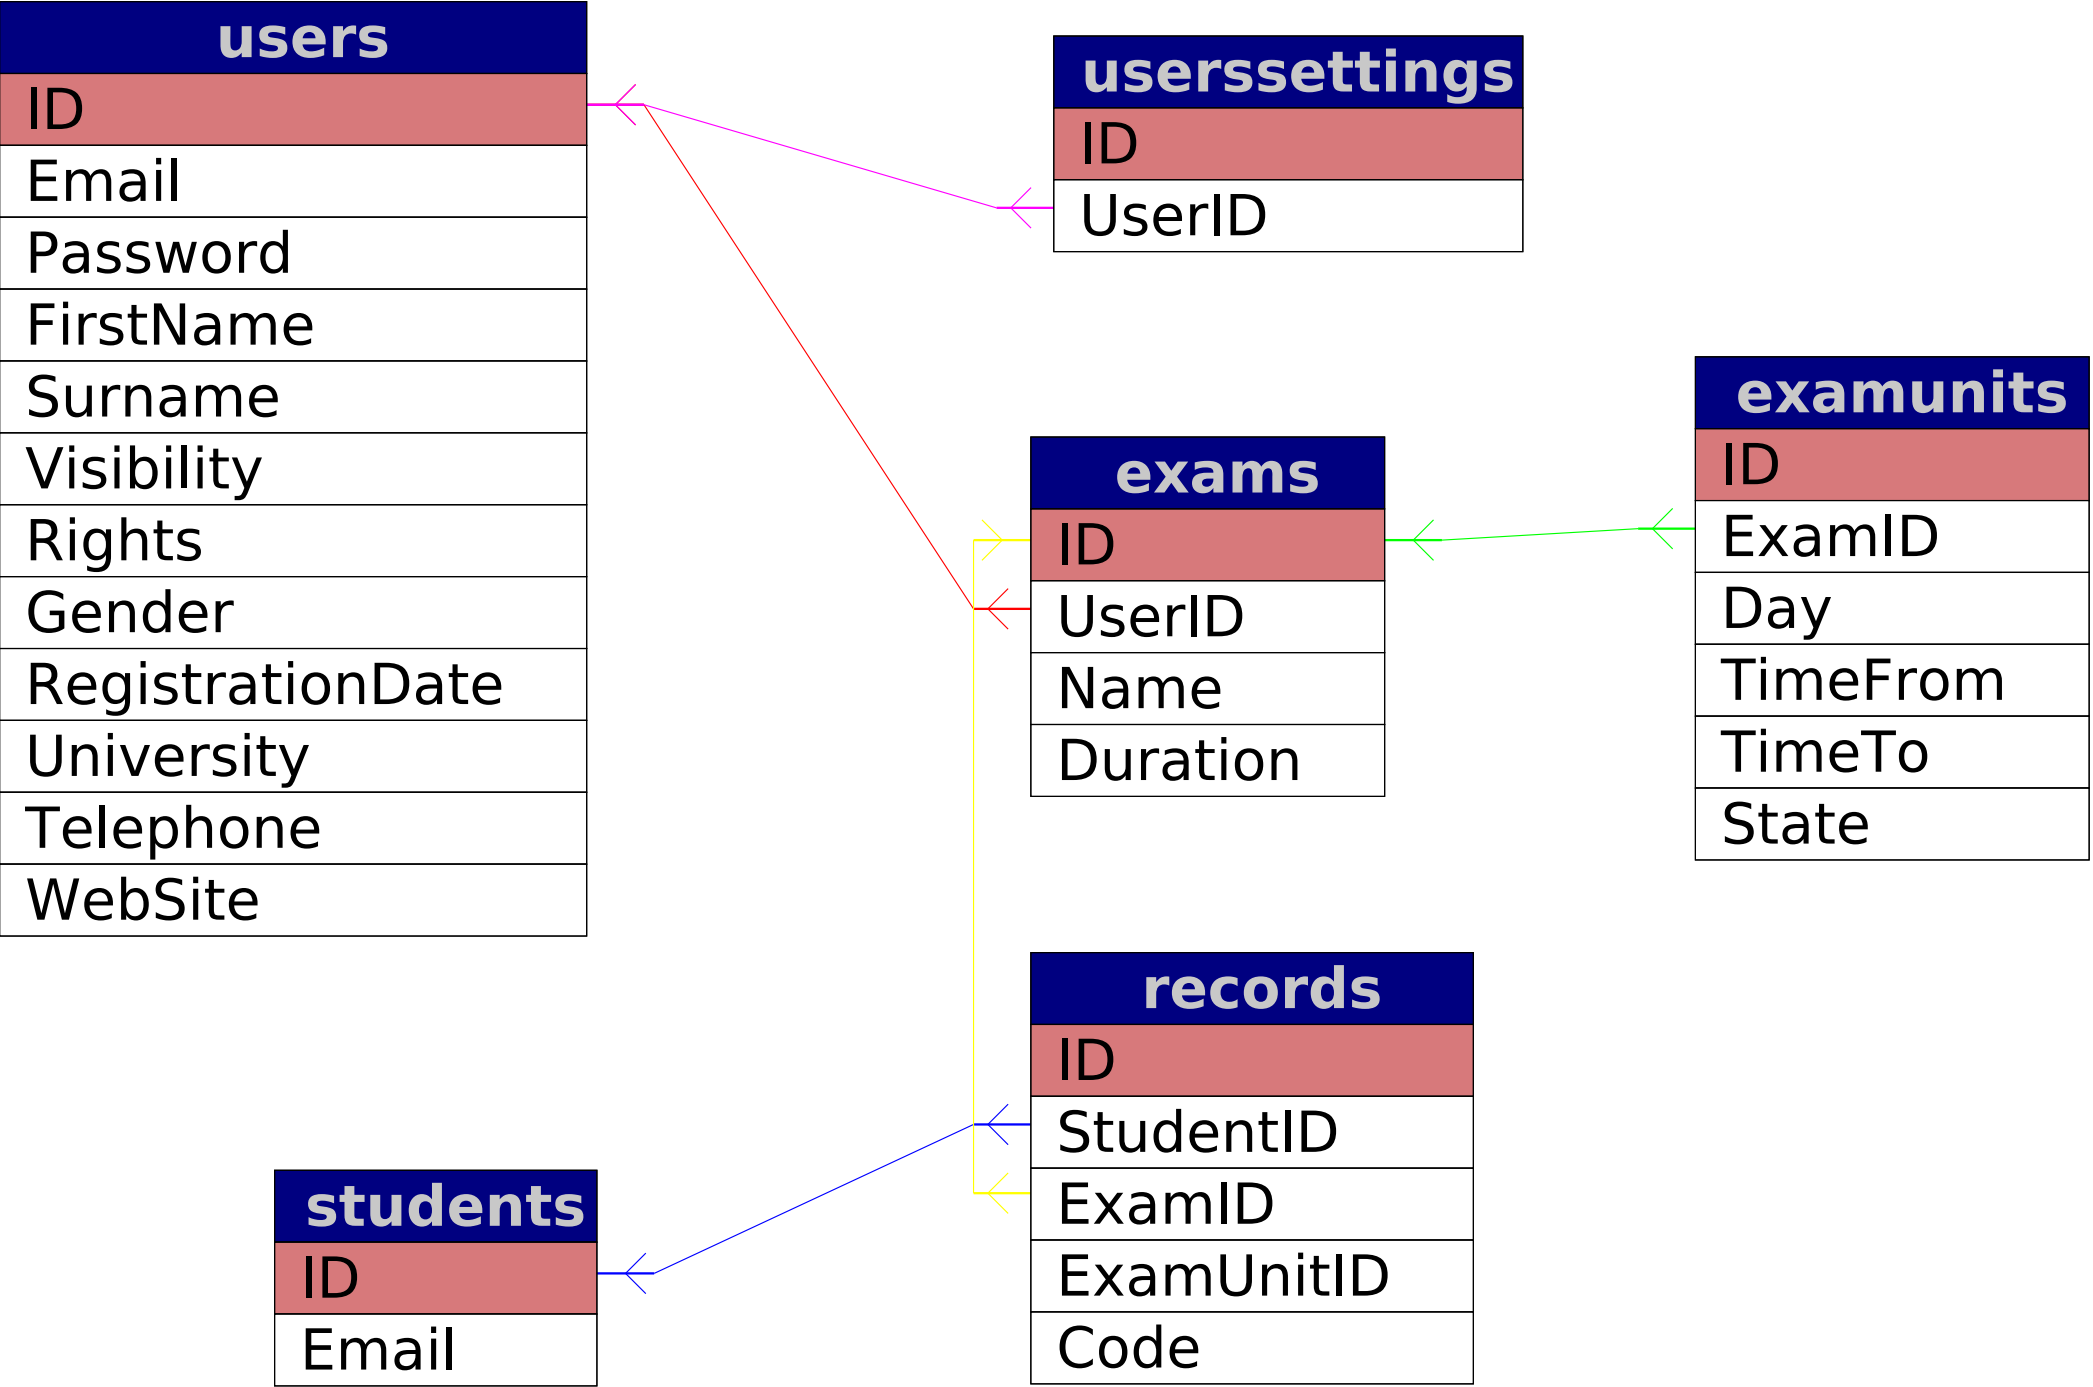 users
ID
Email
Password
FirstName
Surname
Visibility
Rights
Gender
RegistrationDate
University
Telephone
WebSite
userssettings
ID
UserID
exams
ID
UserID
Name
Duration
examunits
ID
ExamID
Day
TimeFrom
TimeTo
State
records
ID
StudentID
ExamID
ExamUnitID
Code
students
ID
Email